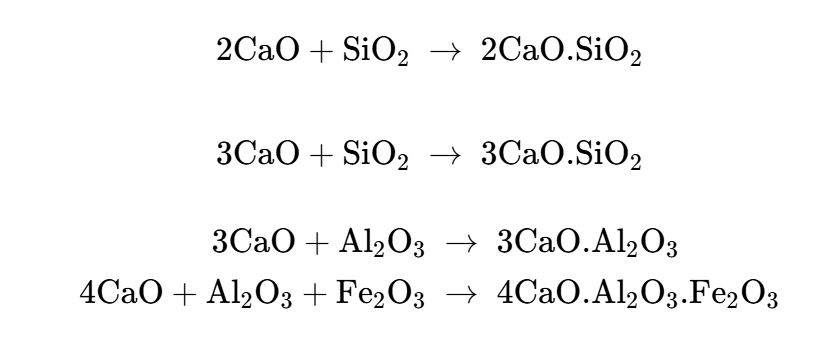 2CaO + SiO₂ → 2CaO.SiO₂
3CaO + SiO₂ → 3CaO.SiO₂
3CaO + Al₂O₃ → 3CaO.Al₂O₃
4CaO + Al₂O₃ + Fe₂O₃ → 4CaO.Al₂O₃.Fe₂O₃